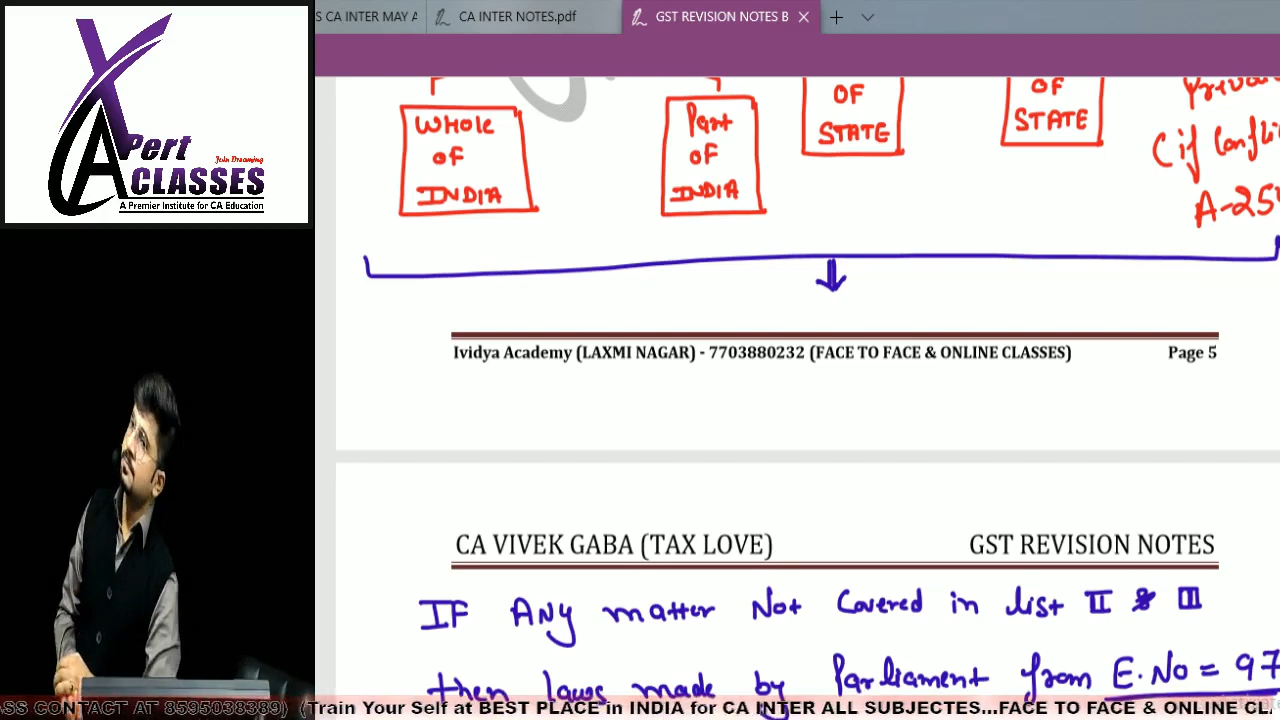 S CA INTER MAY A
CA INTER NOTES.pdf
GST REVISION NOTES B
XPert
Join Dreaming
CLASSES
A Premier Institute for CA Education
WHOLE
OF
INDIA
Part
OF
INDIA
OF
STATE
OF
STATE
C if
A-25
Ividya Academy (LAXMI NAGAR) - 7703880232 (FACE TO FACE & ONLINE CLASSES) Page 5
CA VIVEK GABA (TAX LOVE) GST REVISION NOTES
IF ANY matter Not Covered in list II & III
then laws made by Parliament from E.No = 97
ASS CONTACT AT 8595038389) (Train Your Self at BEST PLACE in INDIA for CA INTER ALL SUBJECTES...FACE TO FACE & ONLINE CL